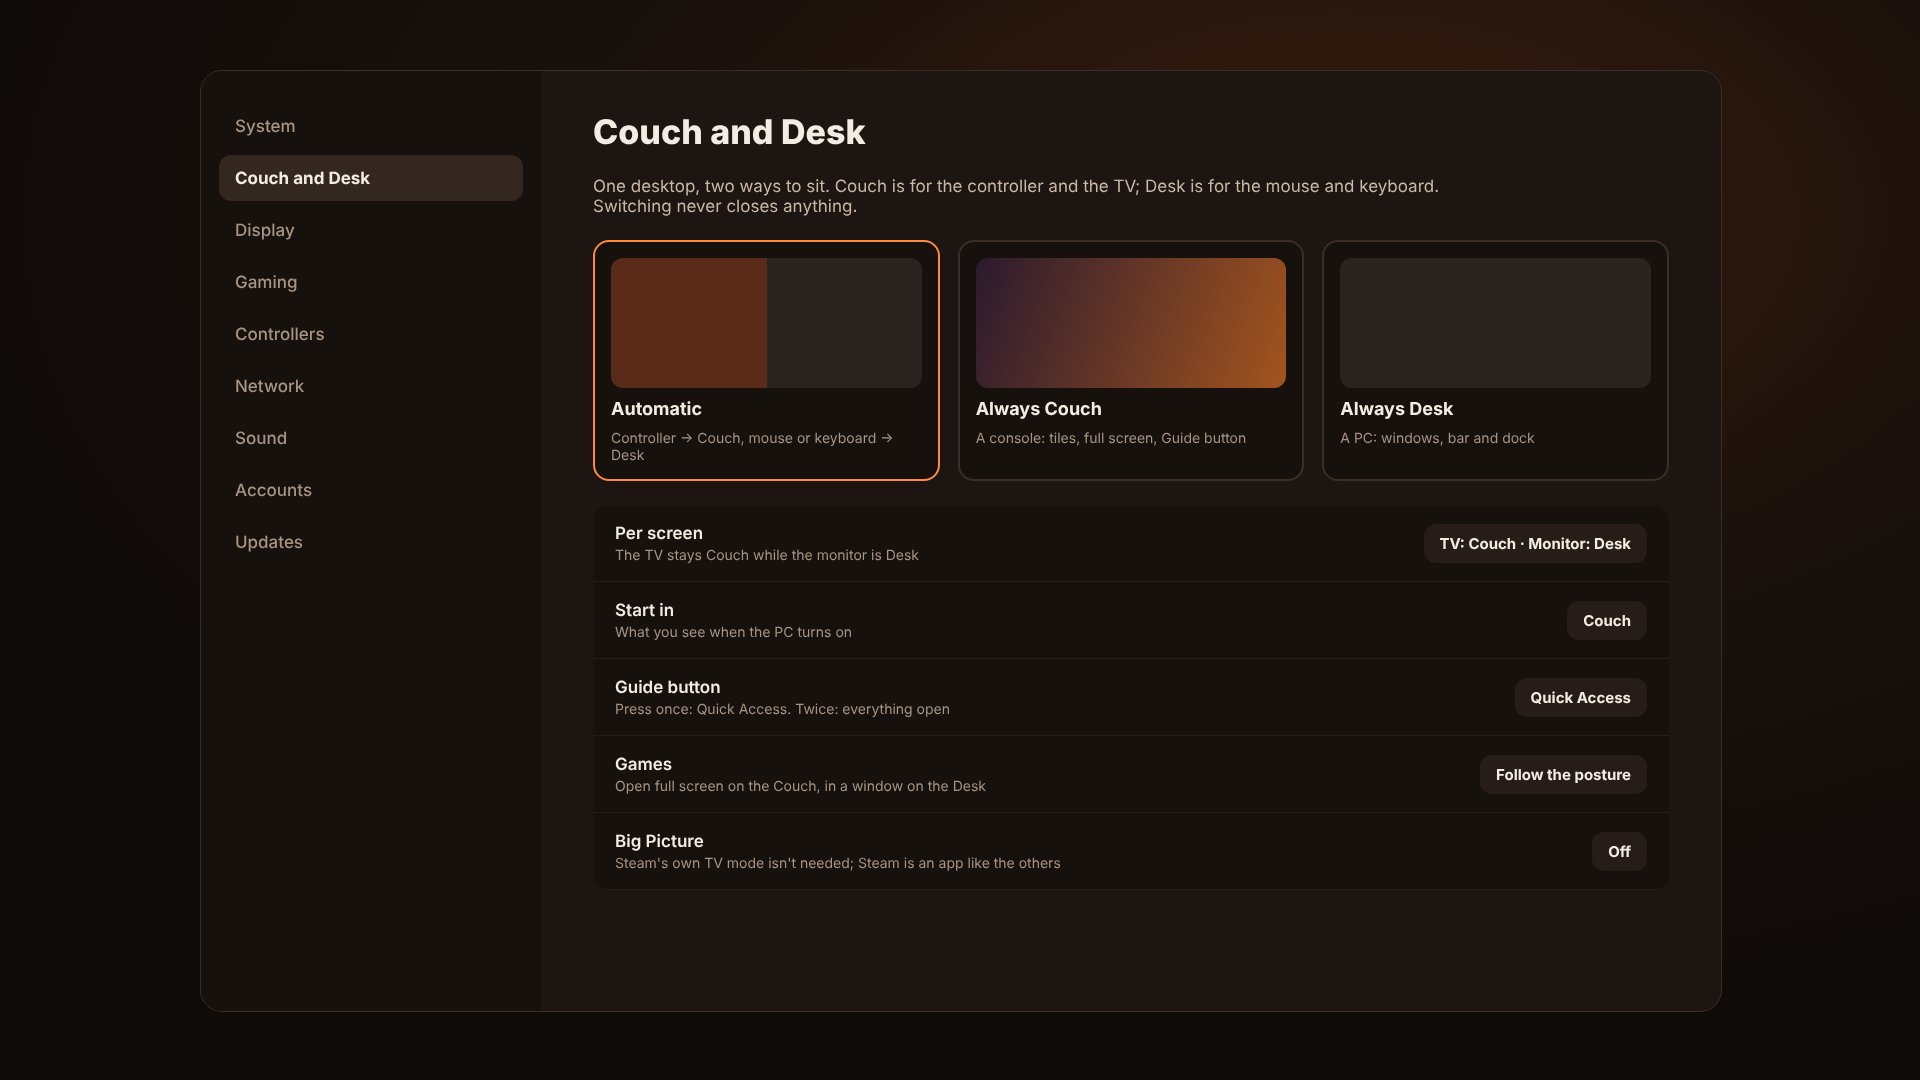 System
Couch and Desk
Display
Gaming
Controllers
Network
Sound
Accounts
Updates
Couch and Desk
One desktop, two ways to sit. Couch is for the controller and the TV; Desk is for the mouse and keyboard.
Switching never closes anything.
Automatic
Controller → Couch, mouse or keyboard →
Desk
Always Couch
A console: tiles, full screen, Guide button
Always Desk
A PC: windows, bar and dock
Per screen
The TV stays Couch while the monitor is Desk
TV: Couch · Monitor: Desk
Start in
What you see when the PC turns on
Couch
Guide button
Press once: Quick Access. Twice: everything open
Quick Access
Games
Open full screen on the Couch, in a window on the Desk
Follow the posture
Big Picture
Steam's own TV mode isn't needed; Steam is an app like the others
Off